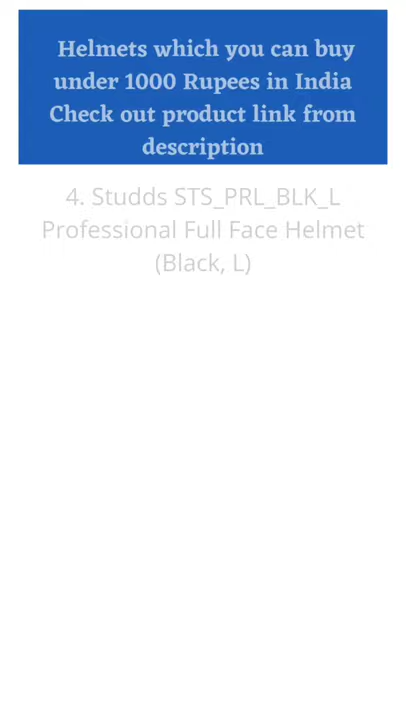 Helmets which you can buy
under 1000 Rupees in India
Check out product link from
description
4. Studds STS_PRL_BLK_L
Professional Full Face Helmet
(Black, L)